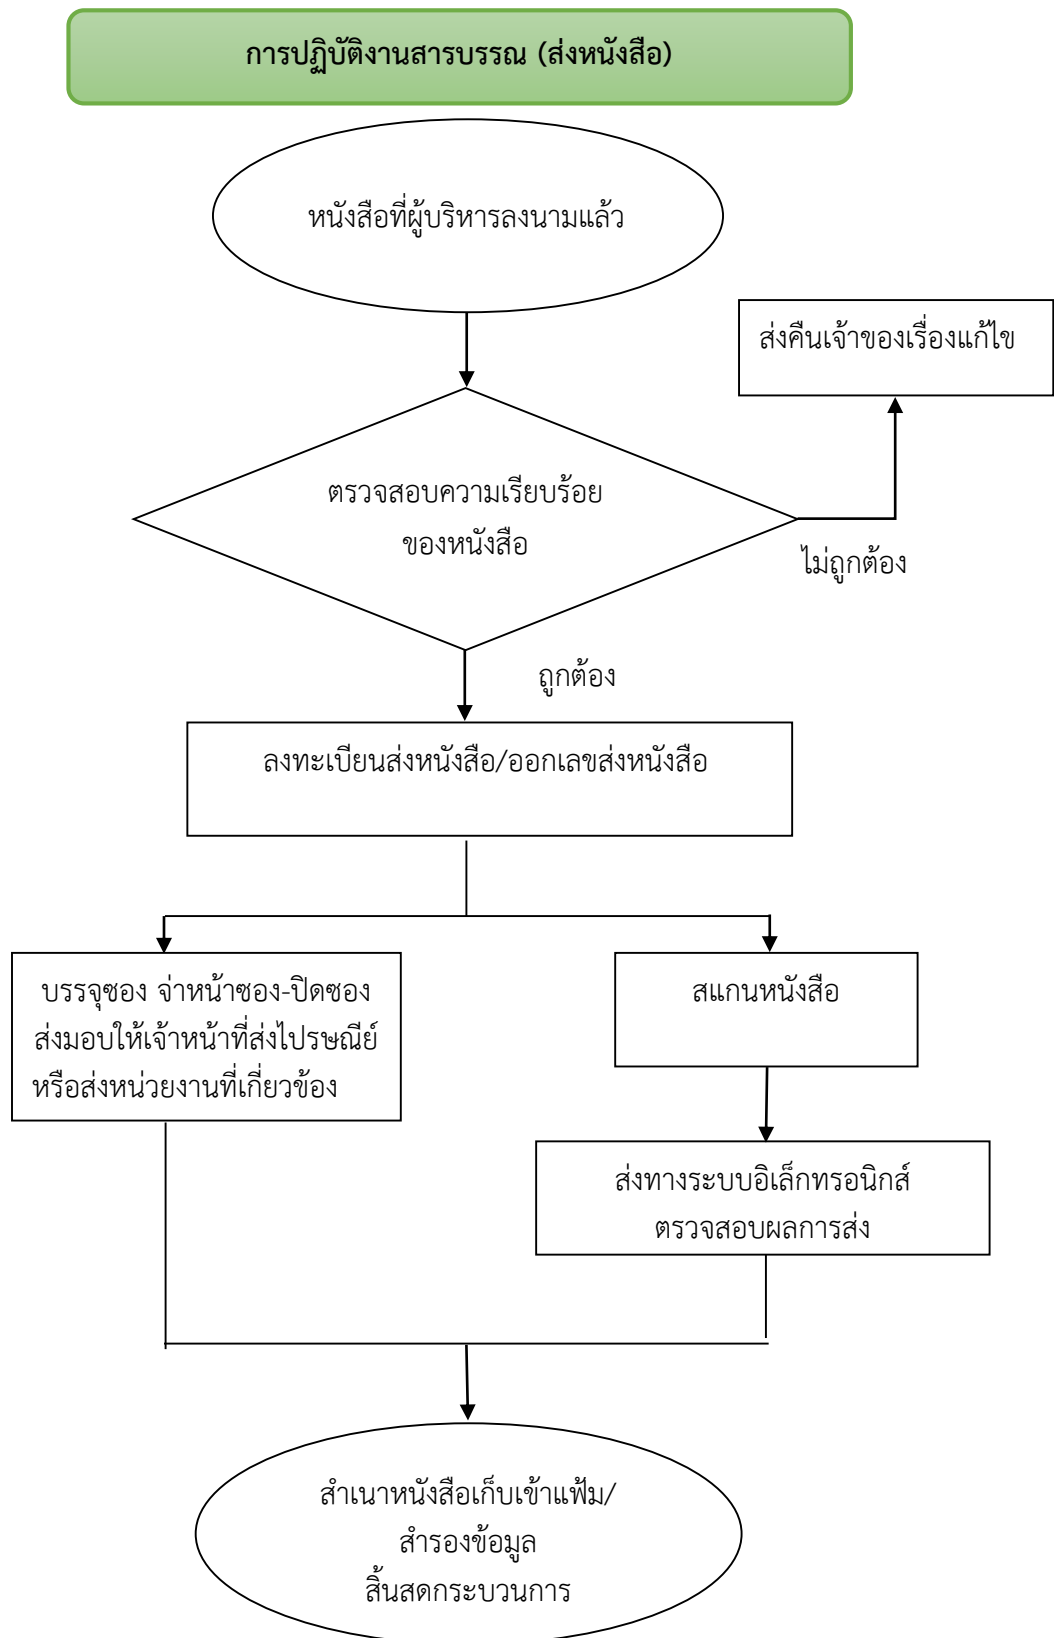 การปฏิบัติงานสารบรรณ (ส่งหนังสือ)
หนังสือที่ผู้บริหารลงนามแล้ว
ส่งคืนเจ้าของเรื่องแก้ไข
ตรวจสอบความเรียบร้อย
ของหนังสือ
ไม่ถูกต้อง
ถูกต้อง
ลงทะเบียนส่งหนังสือ/ออกเลขส่งหนังสือ
บรรจุซอง จ่าหน้าซอง-ปิดซอง
ส่งมอบให้เจ้าหน้าที่ส่งไปรษณีย์
หรือส่งหน่วยงานที่เกี่ยวข้อง
สแกนหนังสือ
ส่งทางระบบอิเล็กทรอนิกส์
ตรวจสอบผลการส่ง
สำเนาหนังสือเก็บเข้าแฟ้ม/
สำรองข้อมูล
สิ้นสดกระบวนการ